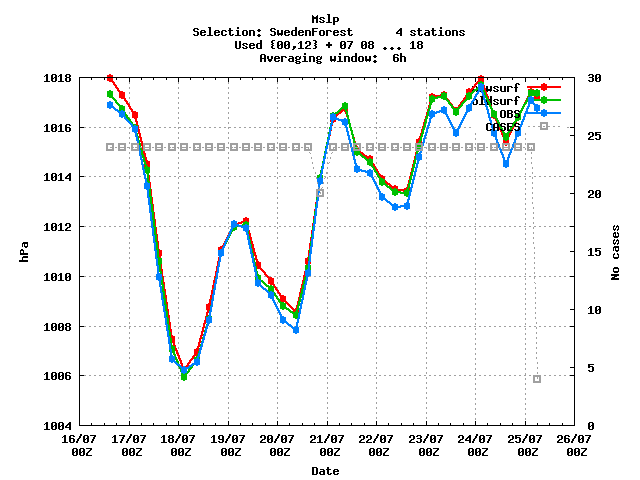 Mslp
Selection: SwedenForest 4 stations
Used {00,12} + 07 08 ... 18
Averaging window: 6h
1018
1016
1014
1012
1010
1008
1006
1004
hPa
30
25
20
15
10
5
0
No cases
oldsurf
OBS
CASES
16/07 17/07 18/07 19/07 20/07 21/07 22/07 23/07 24/07 25/07 26/07
00Z 00Z 00Z 00Z 00Z 00Z 00Z 00Z 00Z 00Z 00Z
Date